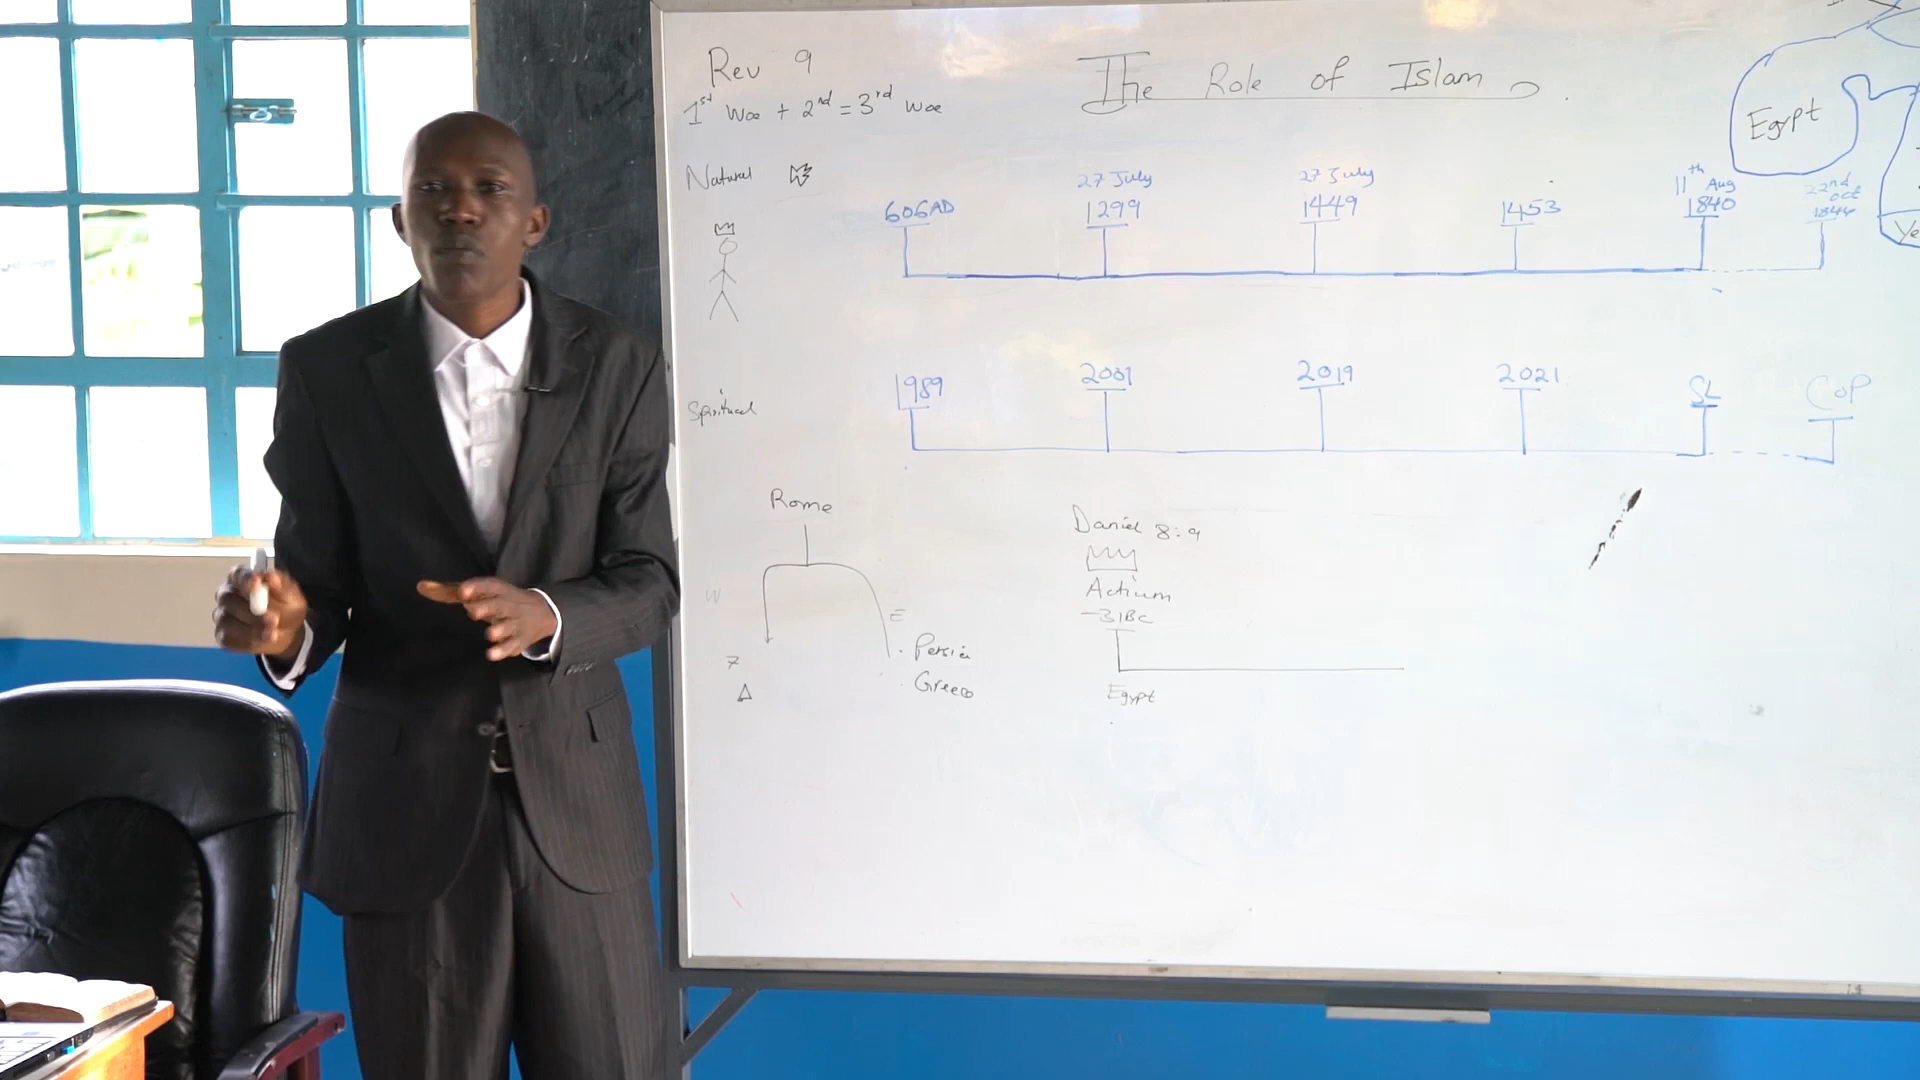 Rev 9
The Role of Islam
1st woe + 2nd = 3rd woe
Egypt
Natural
606AD
27 July
1299
27 July
1449
1453
11th Aug
1840
22nd
oct
1844
Ye
Spiritual
1989
2001
2019
2021
SL
COP
Rome
W
E
. Persia
. Greece
7
Δ
Daniel 8:9
Actium
31BC
Egypt